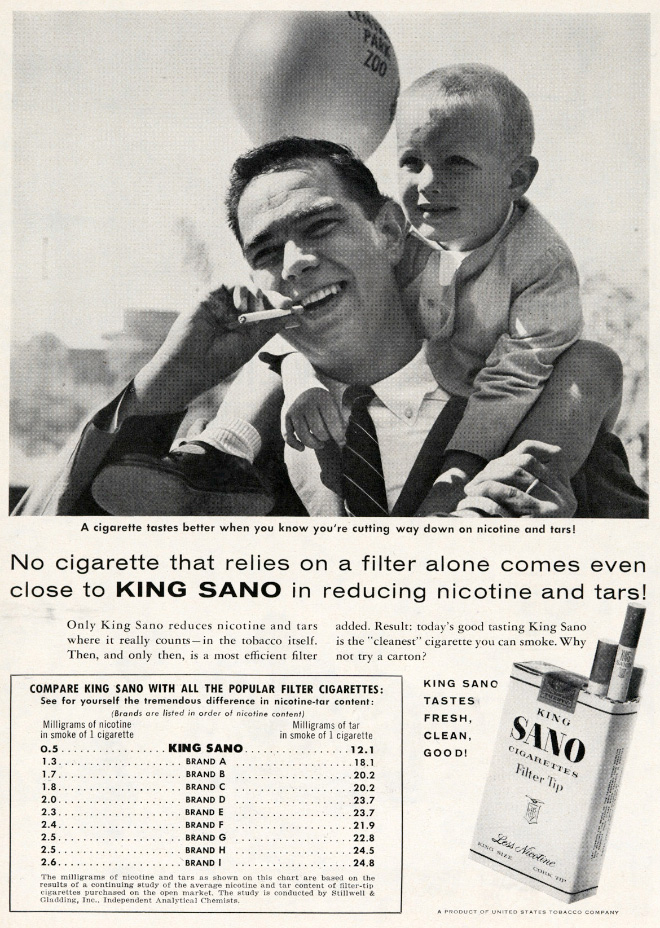 CENTRAL
PARK
ZOO
A cigarette tastes better when you know you're cutting way down on nicotine and tars!
No cigarette that relies on a filter alone comes even
close to KING SANO in reducing nicotine and tars!
Only King Sano reduces nicotine and tars
where it really counts—in the tobacco itself.
Then, and only then, is a most efficient filter
added. Result: today's good tasting King Sano
is the "cleanest" cigarette you can smoke. Why
not try a carton?
COMPARE KING SANO WITH ALL THE POPULAR FILTER CIGARETTES:
See for yourself the tremendous difference in nicotine-tar content:
(Brands are listed in order of nicotine content)
Milligrams of nicotine
in smoke of 1 cigarette
Milligrams of tar
in smoke of 1 cigarette
0.5 KING SANO 12.1
1.3 BRAND A 18.1
1.7 BRAND B 20.2
1.8 BRAND C 20.2
2.0 BRAND D 23.7
2.3 BRAND E 23.7
2.4 BRAND F 21.9
2.5 BRAND G 22.8
2.5 BRAND H 24.5
2.6 BRAND I 24.8
The milligrams of nicotine and tars as shown on this chart are based on the
results of a continuing study of the average nicotine and tar content of filter-tip
cigarettes purchased on the open market. The study is conducted by Stillwell &
Gladding, Inc., Independent Analytical Chemists.
KING SANO
TASTES
FRESH,
CLEAN,
GOOD!
KING
SANO
CIGARETTES
Filter Tip
Less Nicotine
KING SIZE
CORK TIP
A PRODUCT OF UNITED STATES TOBACCO COMPANY